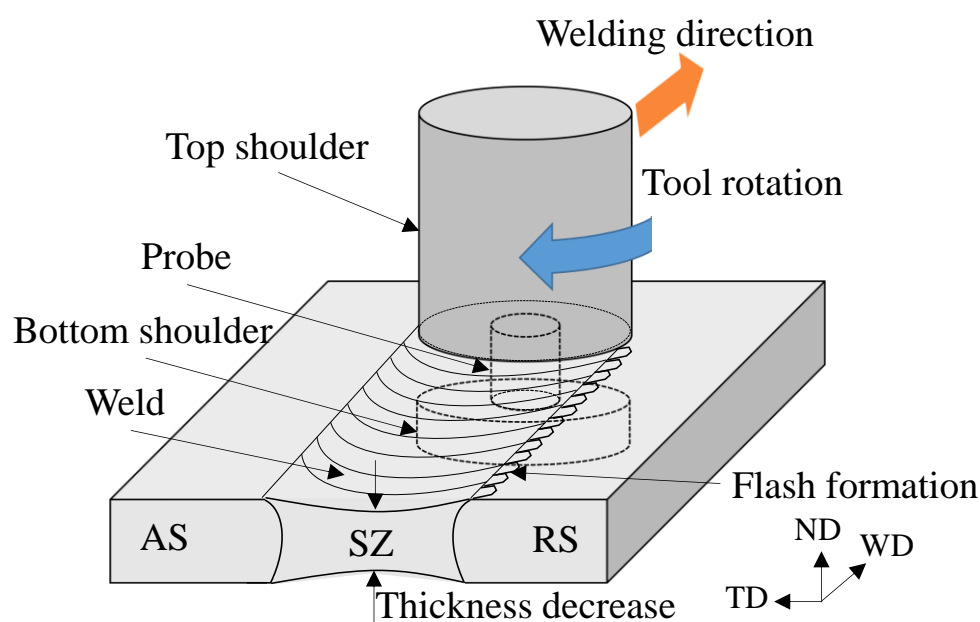 Welding direction
Top shoulder
Tool rotation
Probe
Bottom shoulder
Weld
Flash formation
AS
SZ
RS
ND
WD
TD
Thickness decrease